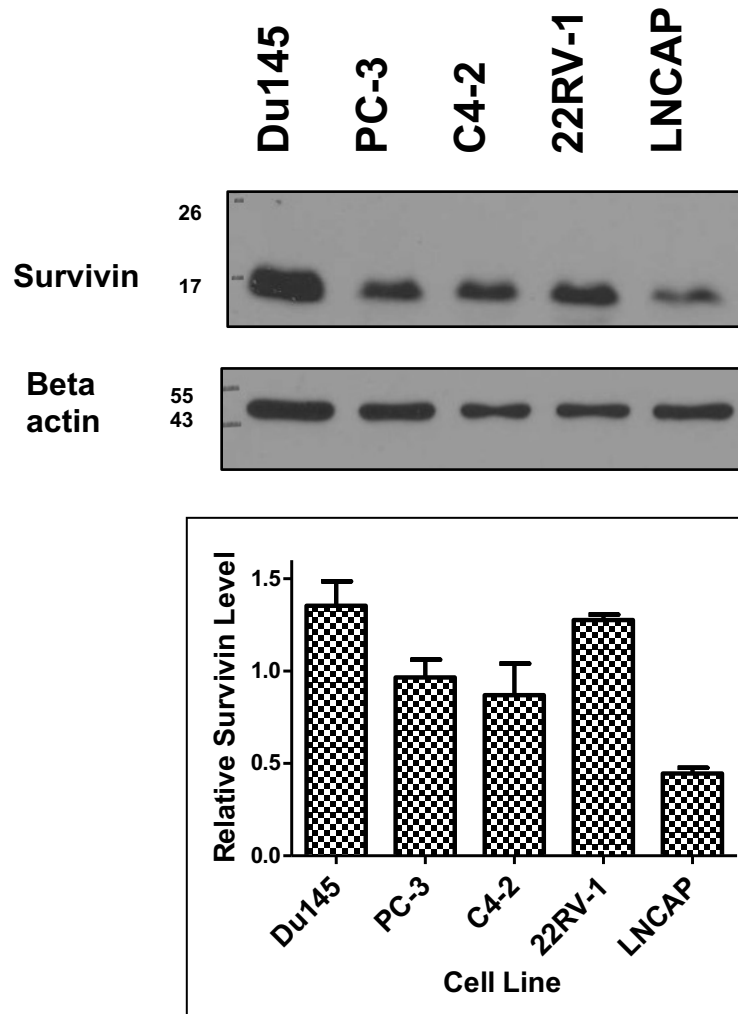 Du145
PC-3
C4-2
22RV-1
LNCAP
Survivin
26
17
Beta
actin
55
43
Relative Survivin Level
1.5
1.0
0.5
0.0
Du145
PC-3
C4-2
22RV-1
LNCAP
Cell Line